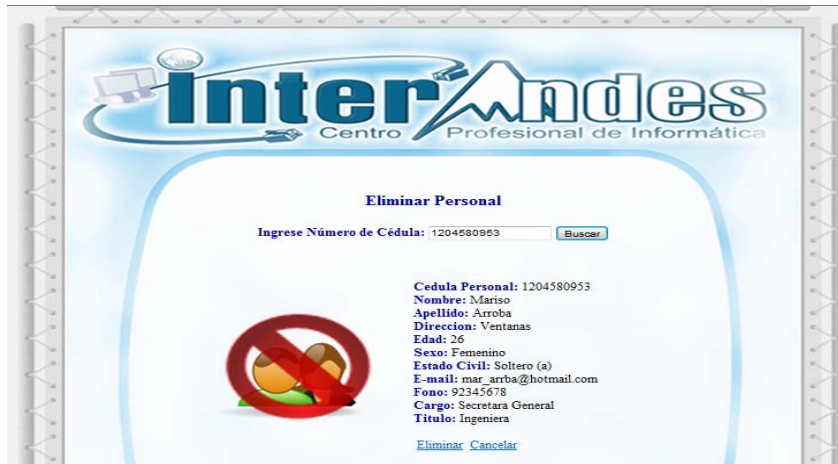 InterAndes
Centro Profesional de Informática
Eliminar Personal
Ingrese Número de Cédula: 1204580953 Buscar
Cedula Personal: 1204580953
Nombre: Mariso
Apellido: Arroba
Direccion: Ventanas
Edad: 26
Sexo: Femenino
Estado Civil: Soltero (a)
E-mail: mar_arrba@hotmail.com
Fono: 92345678
Cargo: Secretara General
Titulo: Ingeniera
Eliminar Cancelar